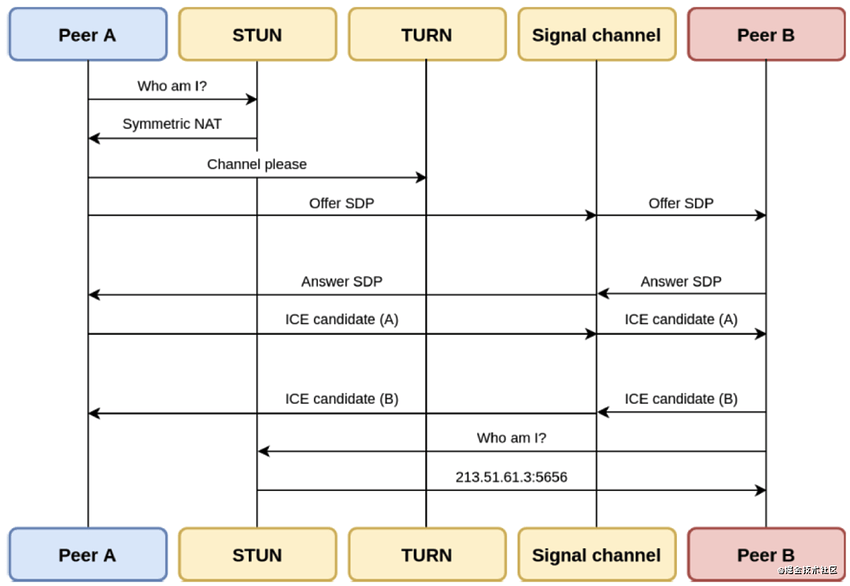 Peer A
STUN
TURN
Signal channel
Peer B
Who am I?
Symmetric NAT
Channel please
Offer SDP
Offer SDP
Answer SDP
Answer SDP
ICE candidate (A)
ICE candidate (A)
ICE candidate (B)
ICE candidate (B)
Who am I?
213.51.61.3:5656
Peer A
STUN
TURN
Signal channel
Peer B
@掘金技术社区